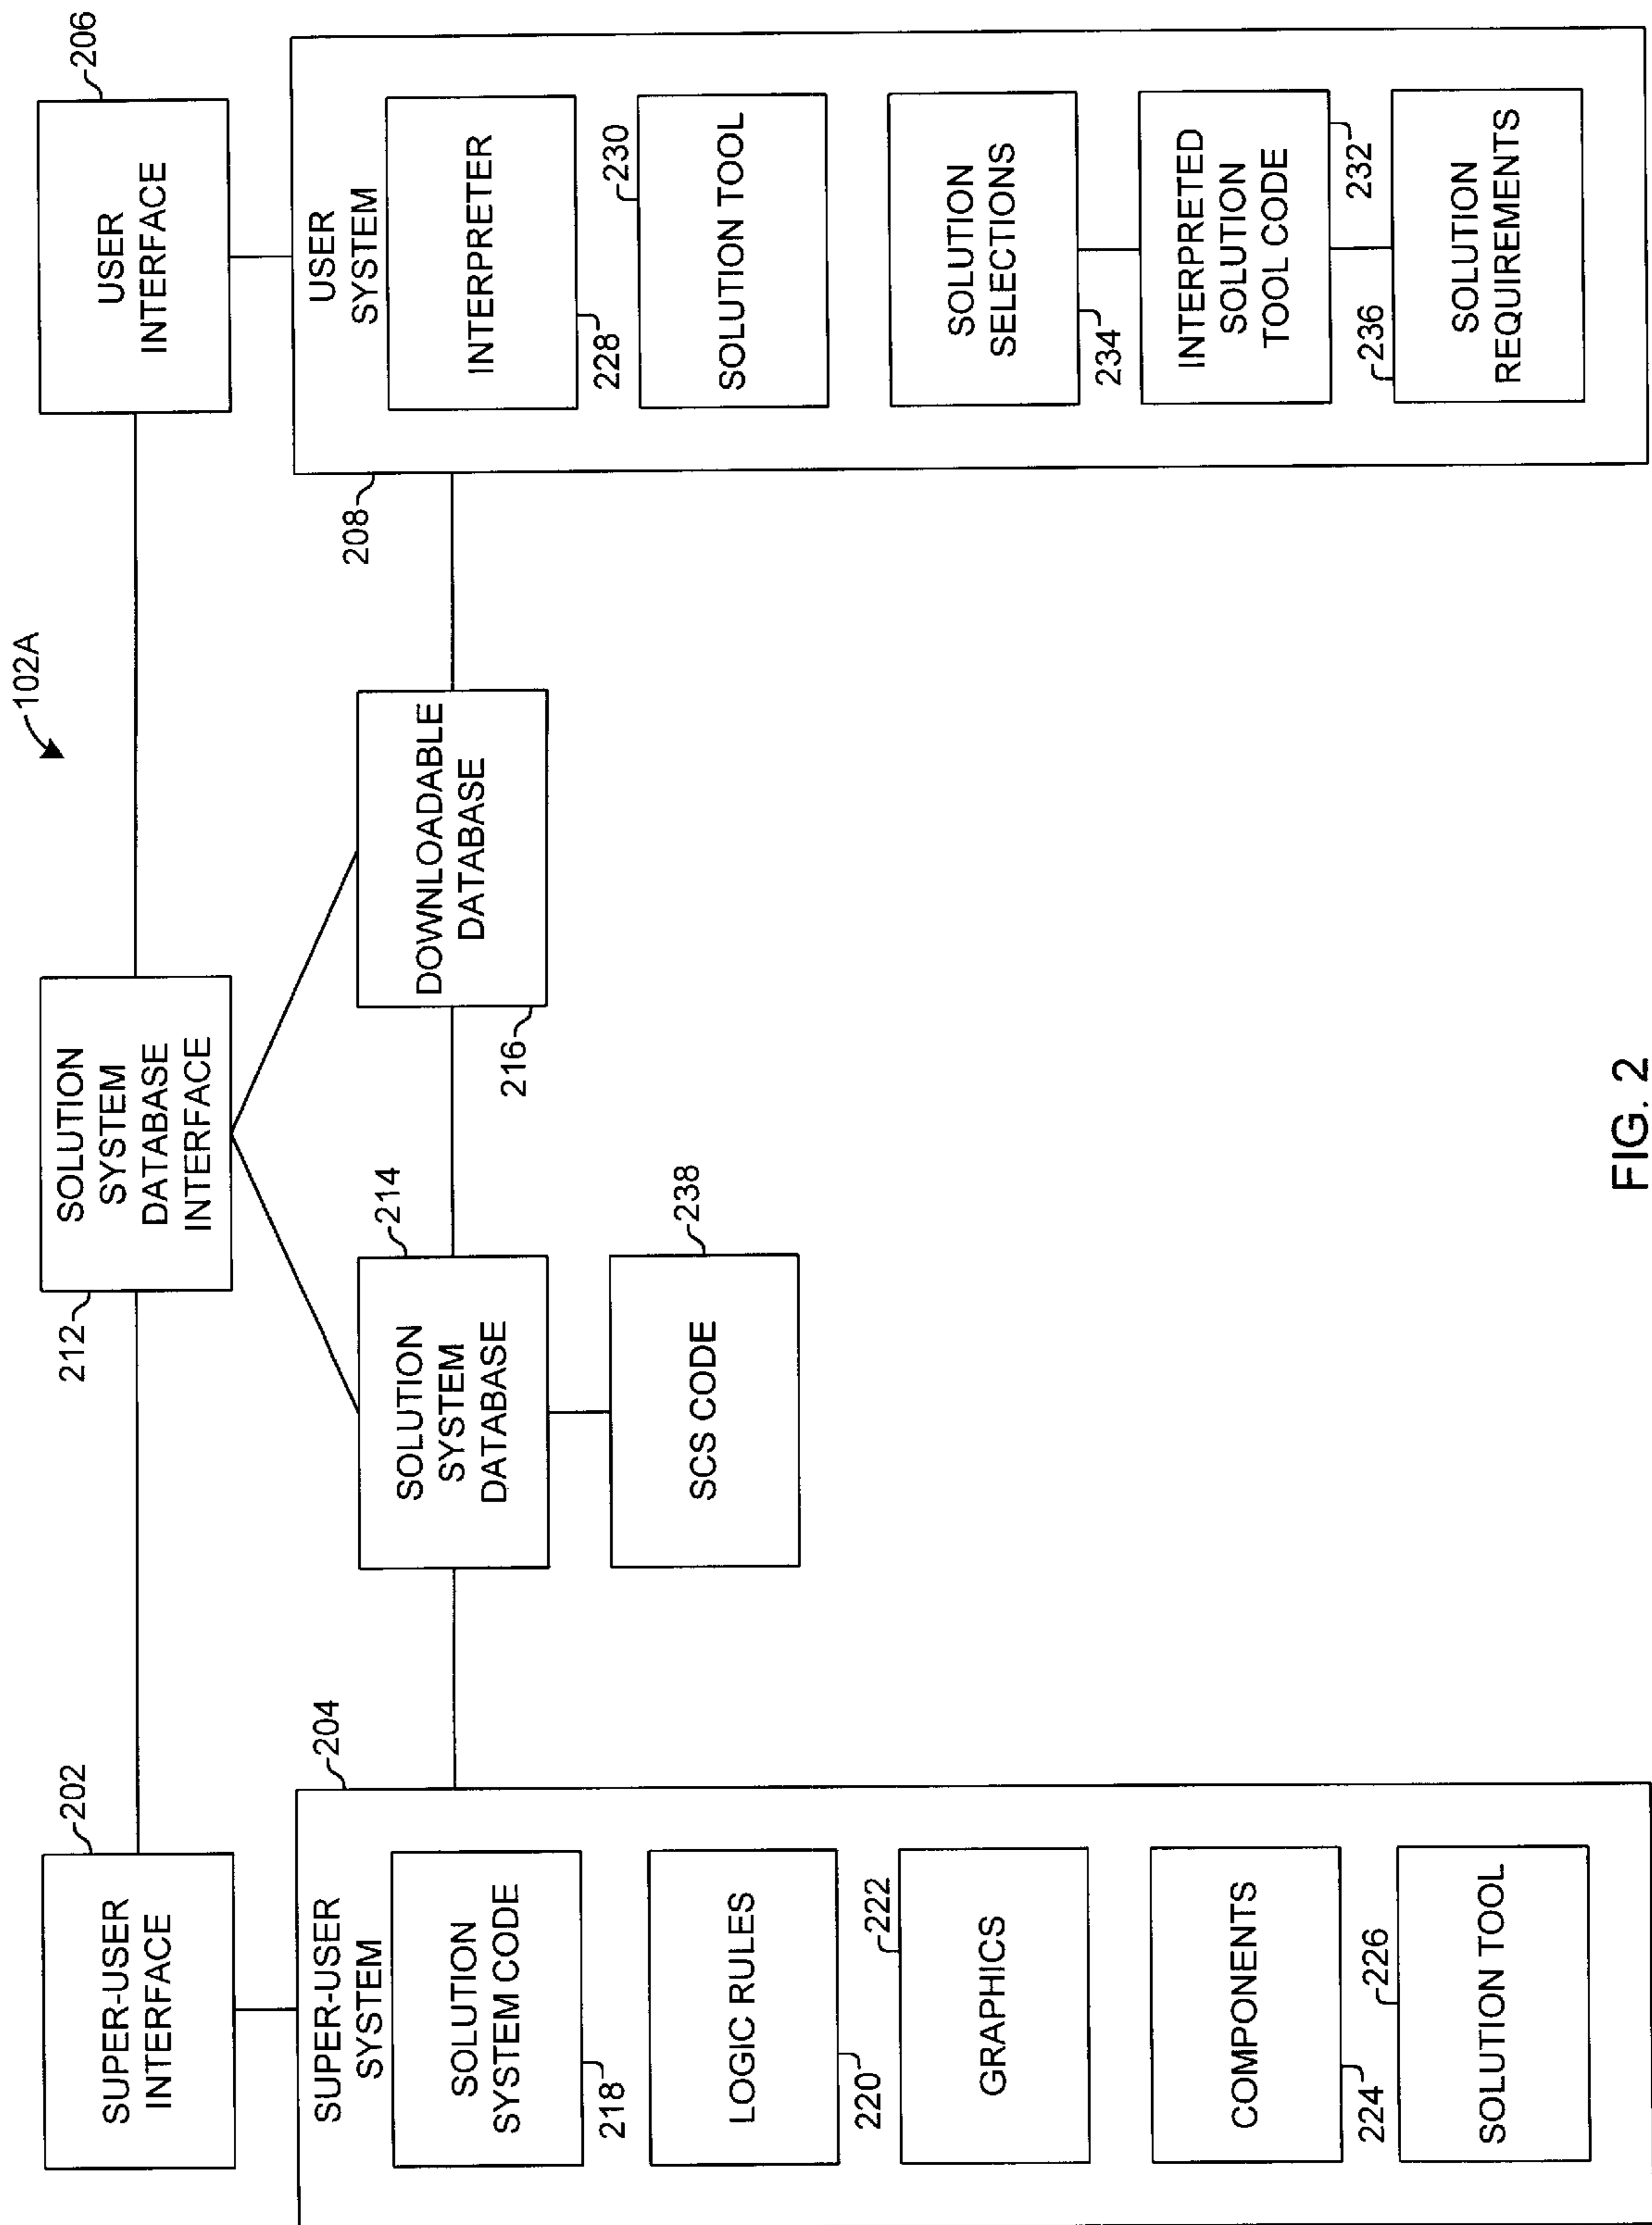 102A
202
SUPER-USER
INTERFACE
212
SOLUTION
SYSTEM
DATABASE
INTERFACE
206
USER
INTERFACE
204
SUPER-USER
SYSTEM
SOLUTION
SYSTEM CODE
218
LOGIC RULES
220
222
GRAPHICS
COMPONENTS
224
226
SOLUTION TOOL
214
SOLUTION
SYSTEM
DATABASE
238
SCS CODE
DOWNLOADABLE
DATABASE
216
208
USER
SYSTEM
INTERPRETER
228
230
SOLUTION TOOL
SOLUTION
SELECTIONS
234
INTERPRETED
SOLUTION
TOOL CODE
232
236
SOLUTION
REQUIREMENTS
FIG. 2